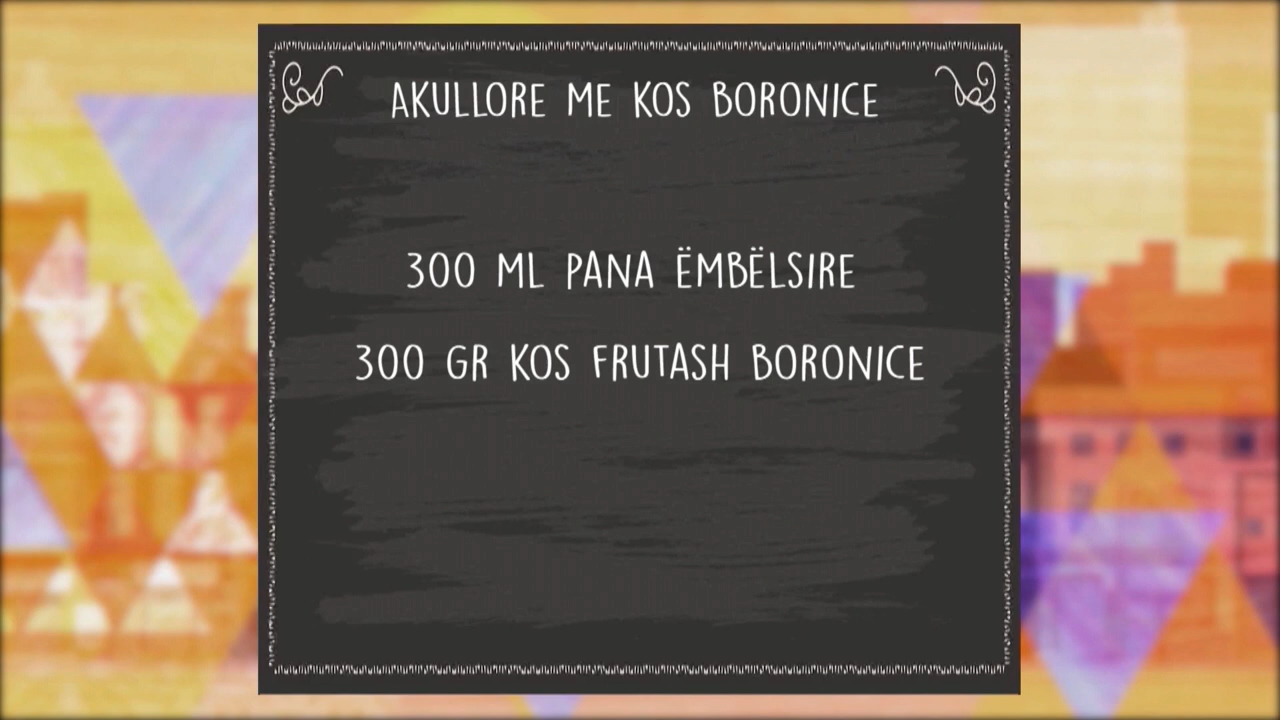 AKULLORE ME KOS BORONICE
300 ML PANA ËMBËLSIRE
300 GR KOS FRUTASH BORONICE